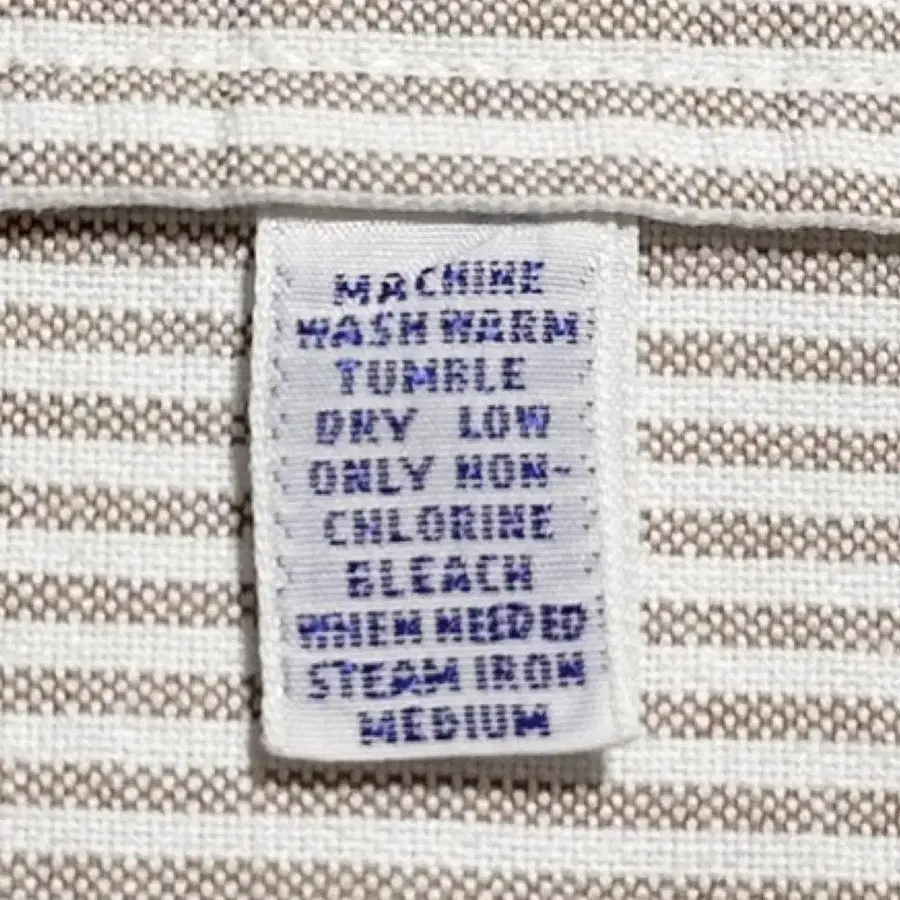 MACHINE
WASH WARM
TUMBLE
DRY LOW
ONLY NON-
CHLORINE
BLEACH
WHEN NEEDED
STEAM IRON
MEDIUM